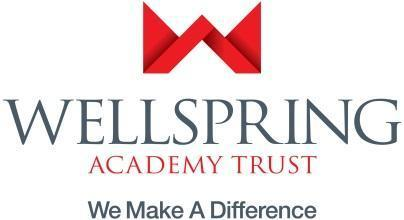 WELLSPRING
ACADEMY TRUST
We Make A Difference